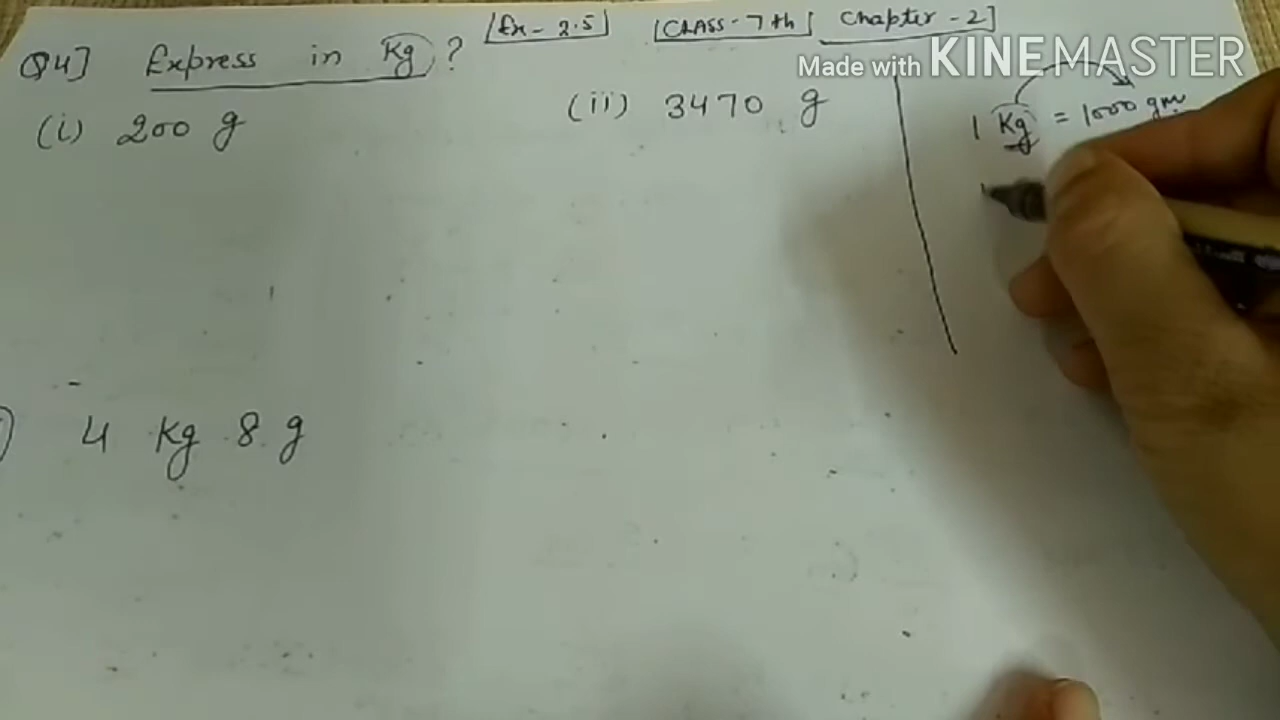 [Ex - 2.5] [CLASS - 7th] Chapter - 2]
Q4] Express in Kg ?
Made with KINEMASTER
(i) 200 g (ii) 3470 g
1 Kg = 1000 gm
) 4 Kg 8 g